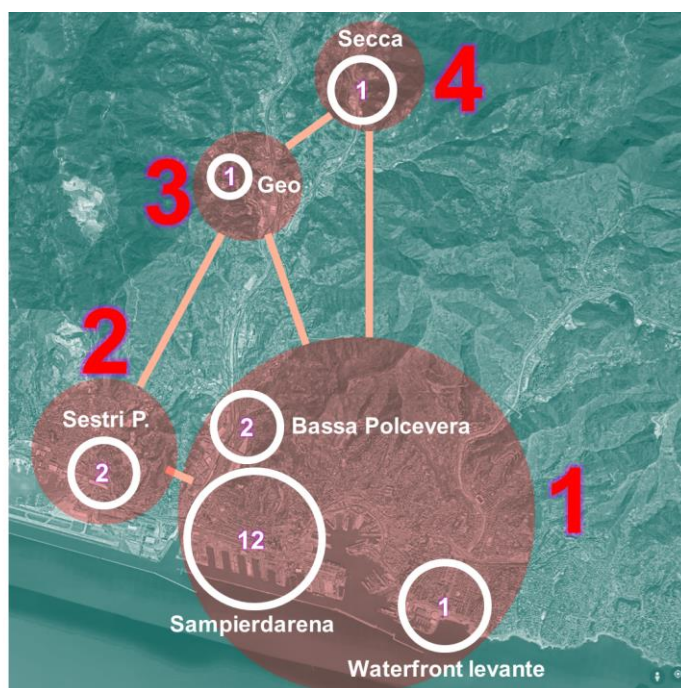 Secca
1
4
3
1
Geo
2
Sestri P.
2
2
Bassa Polcevera
1
12
1
Sampierdarena
Waterfront levante